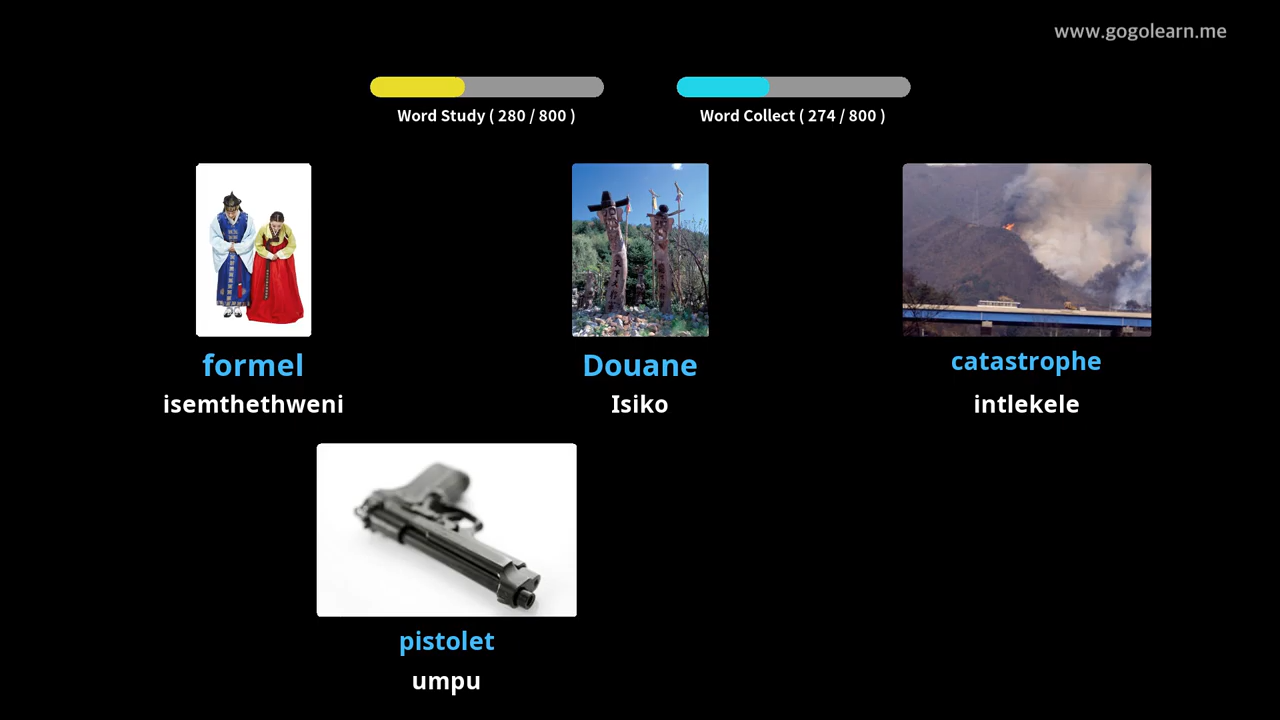 www.gogolearn.me
Word Study ( 280 / 800 )
Word Collect ( 274 / 800 )
formel
Douane
catastrophe
isemthethweni
Isiko
intlekele
pistolet
umpu